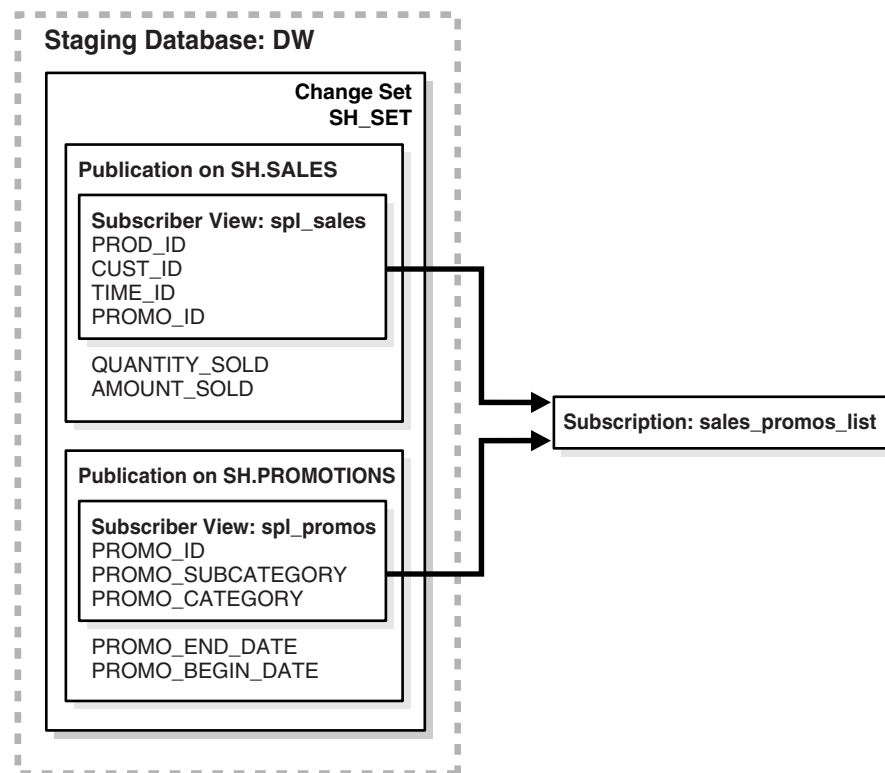 Staging Database: DW
Change Set
SH_SET
Publication on SH.SALES
Subscriber View: spl_sales
PROD_ID
CUST_ID
TIME_ID
PROMO_ID
QUANTITY_SOLD
AMOUNT_SOLD
Subscription: sales_promos_list
Publication on SH.PROMOTIONS
Subscriber View: spl_promos
PROMO_ID
PROMO_SUBCATEGORY
PROMO_CATEGORY
PROMO_END_DATE
PROMO_BEGIN_DATE